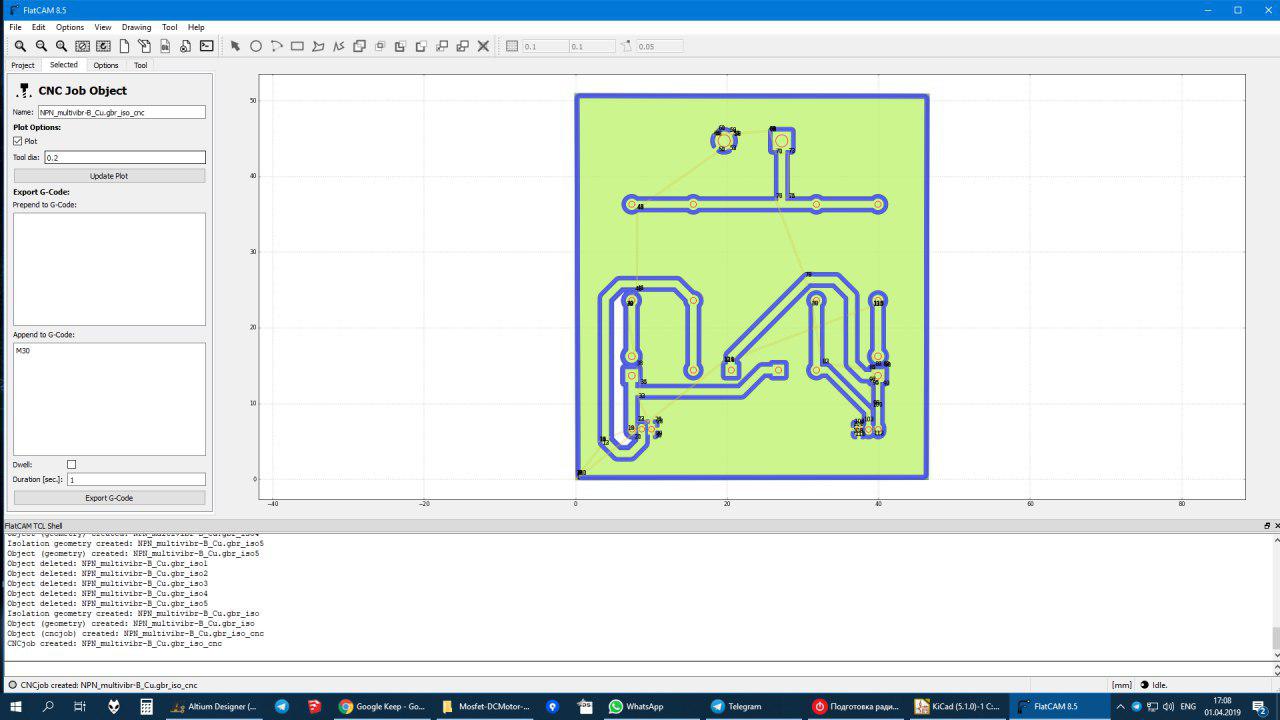 FlatCAM 8.5
File Edit Options View Drawing Tool Help
0.1 0.1 0.05
Project Selected Options Tool
CNC Job Object
Name: NPN_multivibr-B_Cu.gbr_iso_cnc
Plot Options:
Plot
Tool dia: 0.2
Update Plot
Export G-Code:
Prepend to G-Code:
Append to G-Code:
M30
Dwell:
Duration [sec.]: 1
Export G-Code
50
40
30
20
10
0
−40 −20 0 20 40 60 80
FlatCAM TCL Shell
Object (geometry) created: NPN_multivibr-B_Cu.gbr_iso4
Isolation geometry created: NPN_multivibr-B_Cu.gbr_iso5
Object (geometry) created: NPN_multivibr-B_Cu.gbr_iso5
Object deleted: NPN_multivibr-B_Cu.gbr_iso1
Object deleted: NPN_multivibr-B_Cu.gbr_iso2
Object deleted: NPN_multivibr-B_Cu.gbr_iso3
Object deleted: NPN_multivibr-B_Cu.gbr_iso4
Object deleted: NPN_multivibr-B_Cu.gbr_iso5
Isolation geometry created: NPN_multivibr-B_Cu.gbr_iso
Object (geometry) created: NPN_multivibr-B_Cu.gbr_iso
Object (cncjob) created: NPN_multivibr-B_Cu.gbr_iso_cnc
CNCjob created: NPN_multivibr-B_Cu.gbr_iso_cnc
CNCjob created: NPN_multivibr-B_Cu.gbr_iso_cnc [mm] Idle.
Altium Designer (... Google Keep - Go... Mosfet-DCMotor-... WhatsApp Telegram Подготовка ради... KiCad (5.1.0)-1 C:... FlatCAM 8.5 ENG 17:08
01.04.2019 2